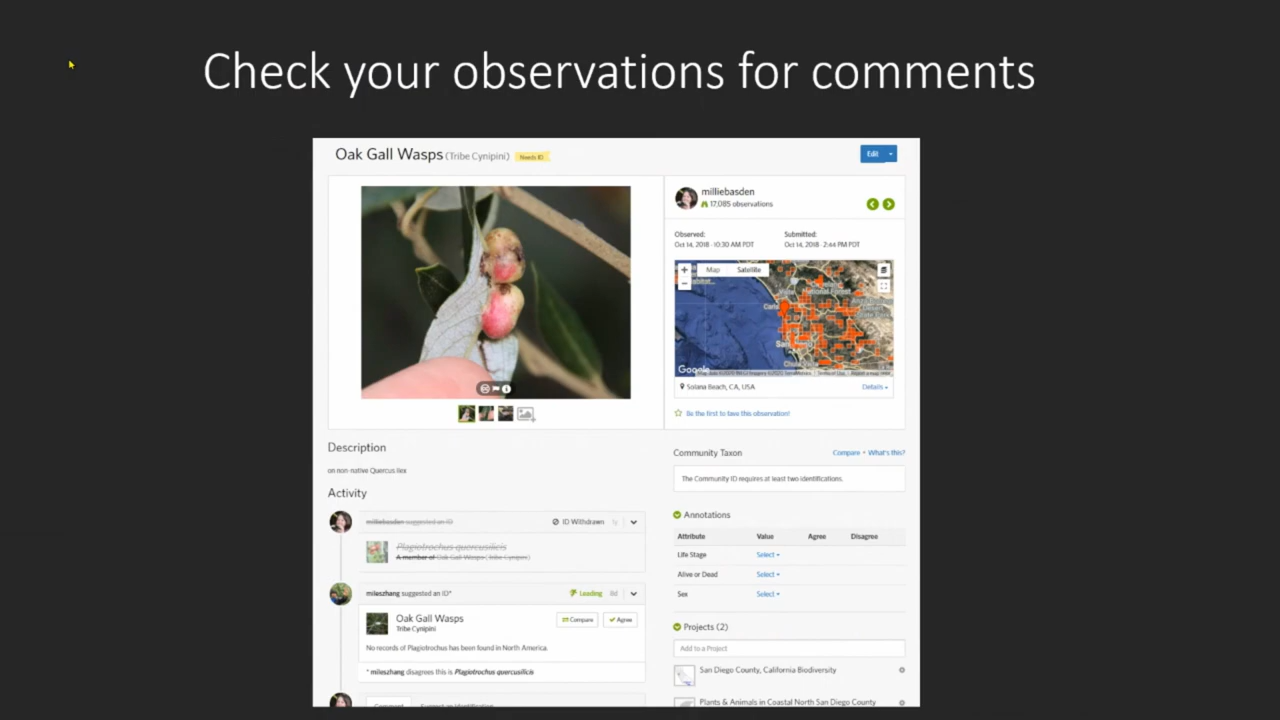 Check your observations for comments
Oak Gall Wasps (Tribe Cynipini) Needs ID
Edit
milliebasden
17,085 observations
Observed: Submitted:
Oct 14, 2018 · 10:30 AM PDT Oct 14, 2018 · 2:44 PM PDT
+ Map Satellite
−
Google
Solana Beach, CA, USA Details
Be the first to fave this observation!
Description
on non-native Quercus ilex
Activity
milliebasden suggested an ID ID Withdrawn
Plagiotrochus quercusilicis
A member of Oak Gall Wasps (Tribe Cynipini)
mileszhang suggested an ID* Leading
Oak Gall Wasps Compare Agree
Tribe Cynipini
No records of Plagiotrochus has been found in North America.
* mileszhang disagrees this is Plagiotrochus quercusilicis
Comment Suggest an Identification
Community Taxon Compare · What's this?
The Community ID requires at least two identifications.
Annotations
Attribute Value Agree Disagree
Life Stage Select
Alive or Dead Select
Sex Select
Projects (2)
Add to a Project
San Diego County, California Biodiversity
Plants & Animals in Coastal North San Diego County